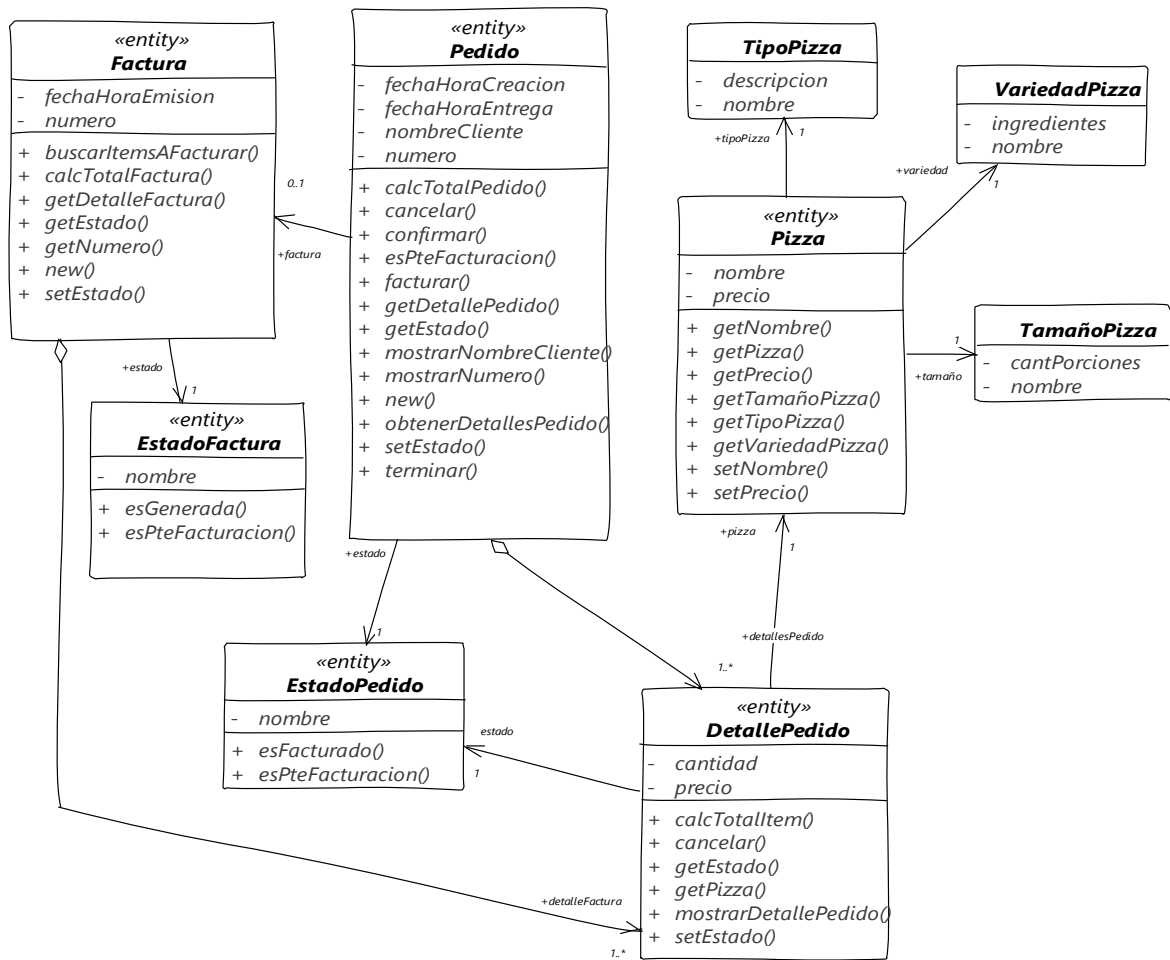 «entity»
Factura
- fechaHoraEmision
- numero
+ buscarItemsAFacturar()
+ calcTotalFactura()
+ getDetalleFactura()
+ getEstado()
+ getNumero()
+ new()
+ setEstado()
0..1
+factura
«entity»
Pedido
- fechaHoraCreacion
- fechaHoraEntrega
- nombreCliente
- numero
+ calcTotalPedido()
+ cancelar()
+ confirmar()
+ esPteFacturacion()
+ facturar()
+ getDetallePedido()
+ getEstado()
+ mostrarNombreCliente()
+ mostrarNumero()
+ new()
+ obtenerDetallesPedido()
+ setEstado()
+ terminar()
TipoPizza
- descripcion
- nombre
+tipoPizza
1
VariedadPizza
- ingredientes
- nombre
+variedad
1
«entity»
Pizza
- nombre
- precio
+ getNombre()
+ getPizza()
+ getPrecio()
+ getTamañoPizza()
+ getTipoPizza()
+ getVariedadPizza()
+ setNombre()
+ setPrecio()
1
+tamaño
TamañoPizza
- cantPorciones
- nombre
+estado
1
«entity»
EstadoFactura
- nombre
+ esGenerada()
+ esPteFacturacion()
+estado
1
+pizza
1
+detallesPedido
1..*
«entity»
EstadoPedido
- nombre
+ esFacturado()
+ esPteFacturacion()
estado
1
«entity»
DetallePedido
- cantidad
- precio
+ calcTotalItem()
+ cancelar()
+ getEstado()
+ getPizza()
+ mostrarDetallePedido()
+ setEstado()
+detalleFactura
1..*